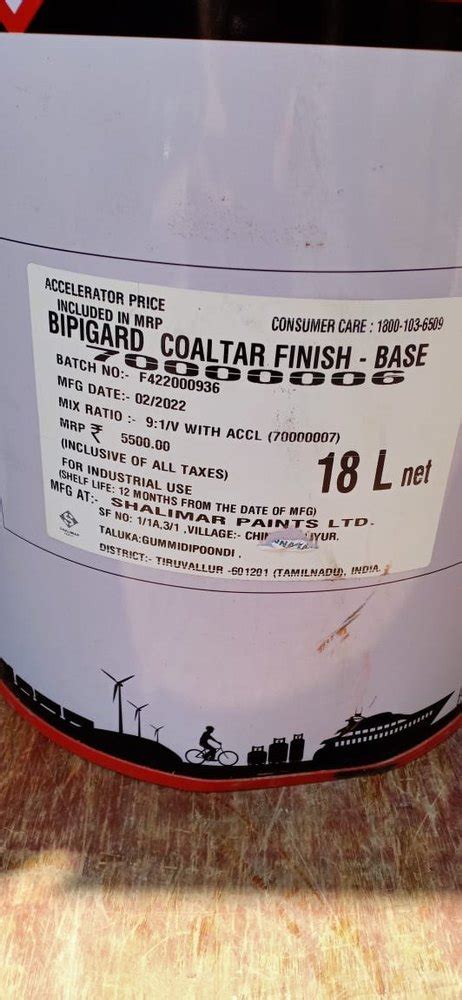 ACCELERATOR PRICE
INCLUDED IN MRP
CONSUMER CARE : 1800-103-6509
BIPIGARD COALTAR FINISH - BASE
70000006
BATCH NO:- F422000936
MFG DATE:- 02/2022
MIX RATIO :- 9:1/V WITH ACCL (70000007)
MRP ₹ 5500.00
(INCLUSIVE OF ALL TAXES)
18 L net
FOR INDUSTRIAL USE
(SHELF LIFE: 12 MONTHS FROM THE DATE OF MFG)
MFG AT:- SHALIMAR PAINTS LTD.
SF NO: 1/1A,3/1 ,VILLAGE:-
TALUKA:GUMMIDIPOONDI .
DISTRICT:- TIRUVALLUR -601201 (TAMILNADU), INDIA.